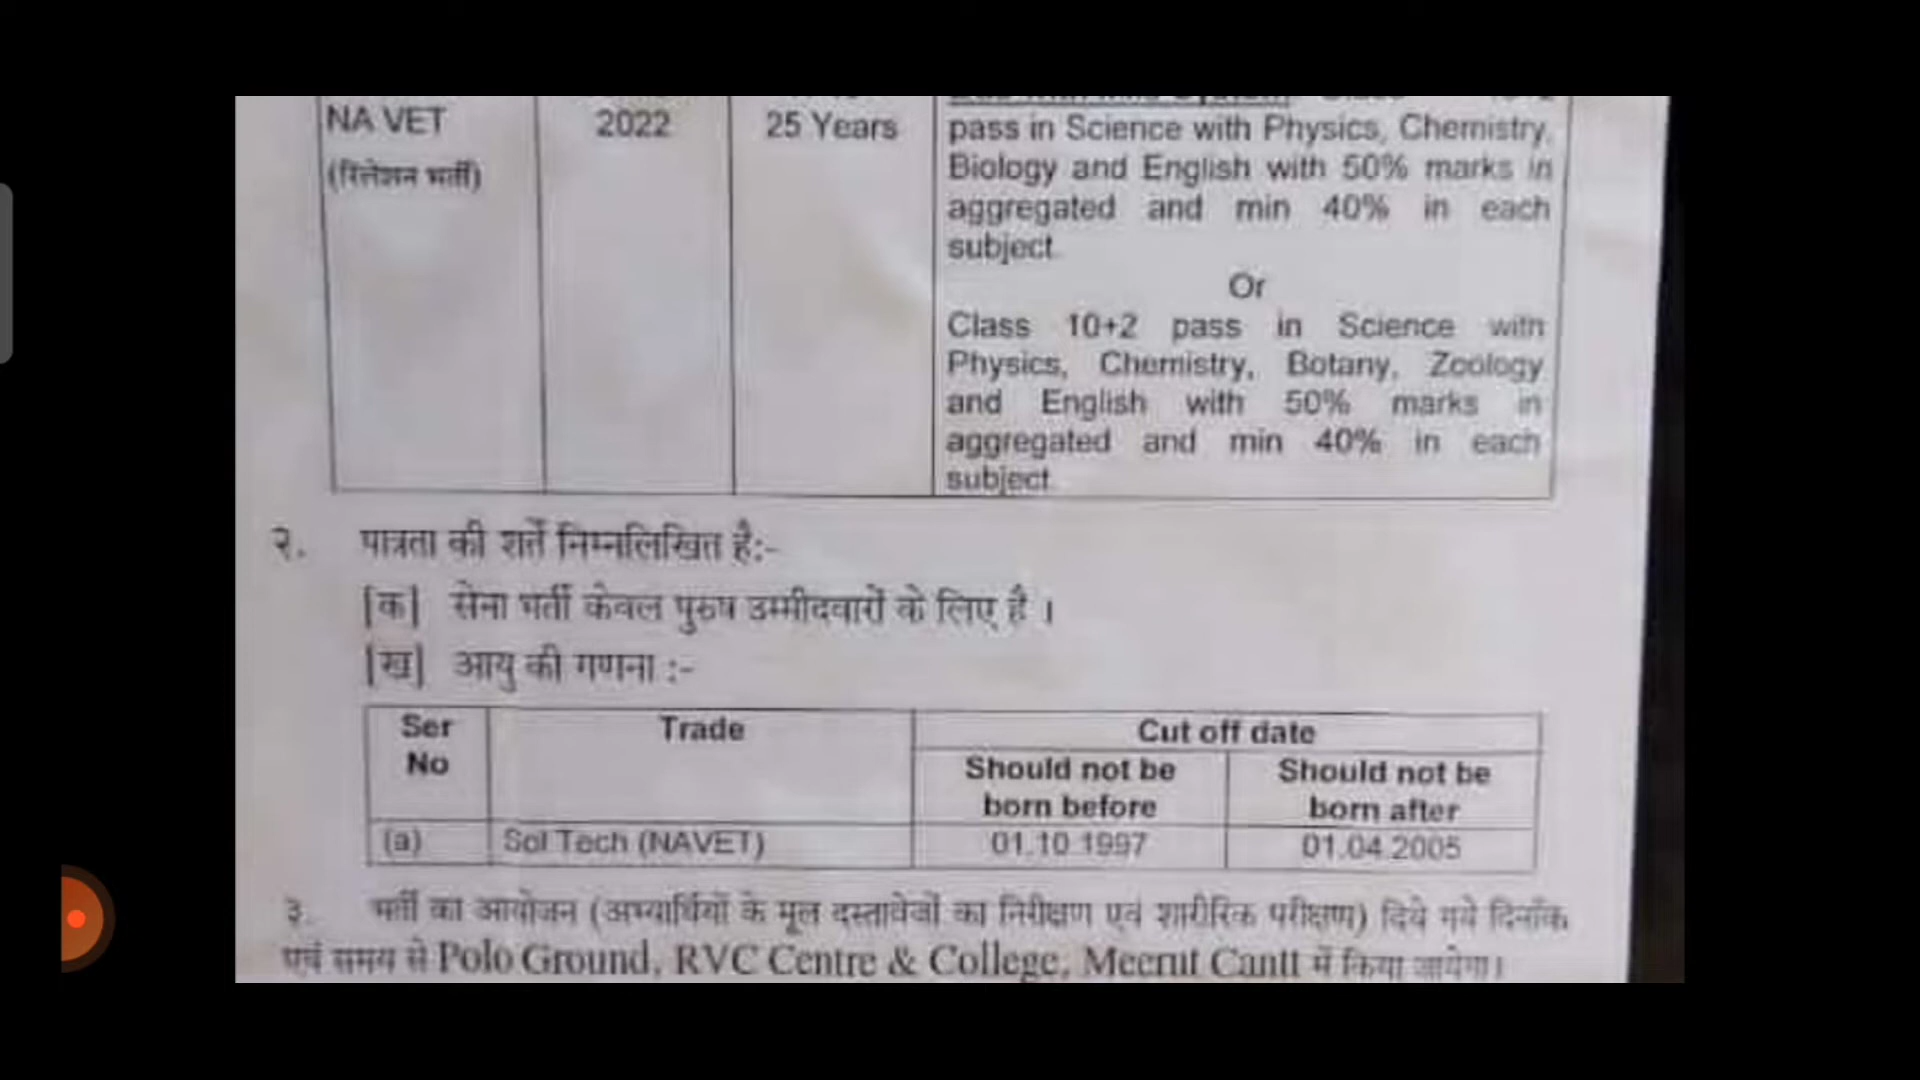 NA VET
(रिलेशन भर्ती)
2022
25 Years
pass in Science with Physics, Chemistry,
Biology and English with 50% marks in
aggregated and min 40% in each
subject.
Or
Class 10+2 pass in Science with
Physics, Chemistry, Botany, Zoology
and English with 50% marks in
aggregated and min 40% in each
subject.
२. पात्रता की शर्ते निम्नलिखित है:-
[क] सेना भर्ती केवल पुरुष उम्मीदवारों के लिए है ।
[ख] आयु की गणना :-
Ser No
Trade
Cut off date
Should not be born before
Should not be born after
(a) Sol Tech (NAVET) 01.10.1997 01.04.2005
३. भर्ती का आयोजन (अभ्यार्थियों के मूल दस्तावेजों का निरीक्षण एवं शारीरिक परीक्षण) दिये गये दिनाँक
एवं समय से Polo Ground, RVC Centre & College, Meerut Cantt में किया जायेगा।